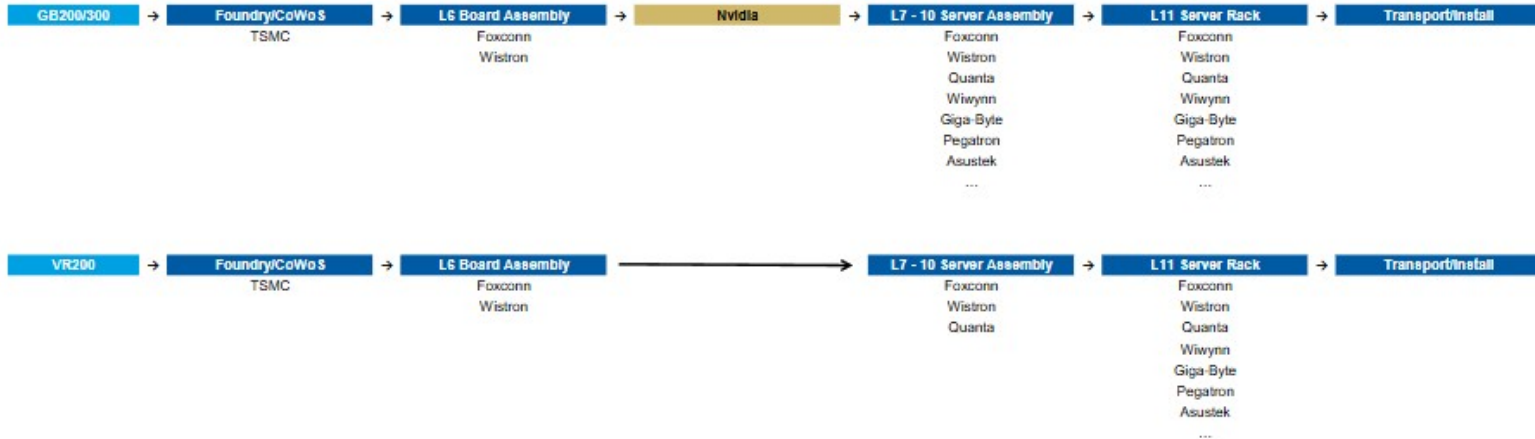 GB200/300 → Foundry/CoWoS → L6 Board Assembly → Nvidia → L7 - 10 Server Assembly → L11 Server Rack → Transport/Install
TSMC Foxconn Foxconn Foxconn
Wistron Wistron Wistron
Quanta Quanta
Wiwynn Wiwynn
Giga-Byte Giga-Byte
Pegatron Pegatron
Asustek Asustek
... ...
VR200 → Foundry/CoWoS → L6 Board Assembly → L7 - 10 Server Assembly → L11 Server Rack → Transport/Install
TSMC Foxconn Foxconn Foxconn
Wistron Wistron Wistron
Quanta Quanta
Wiwynn
Giga-Byte
Pegatron
Asustek
...